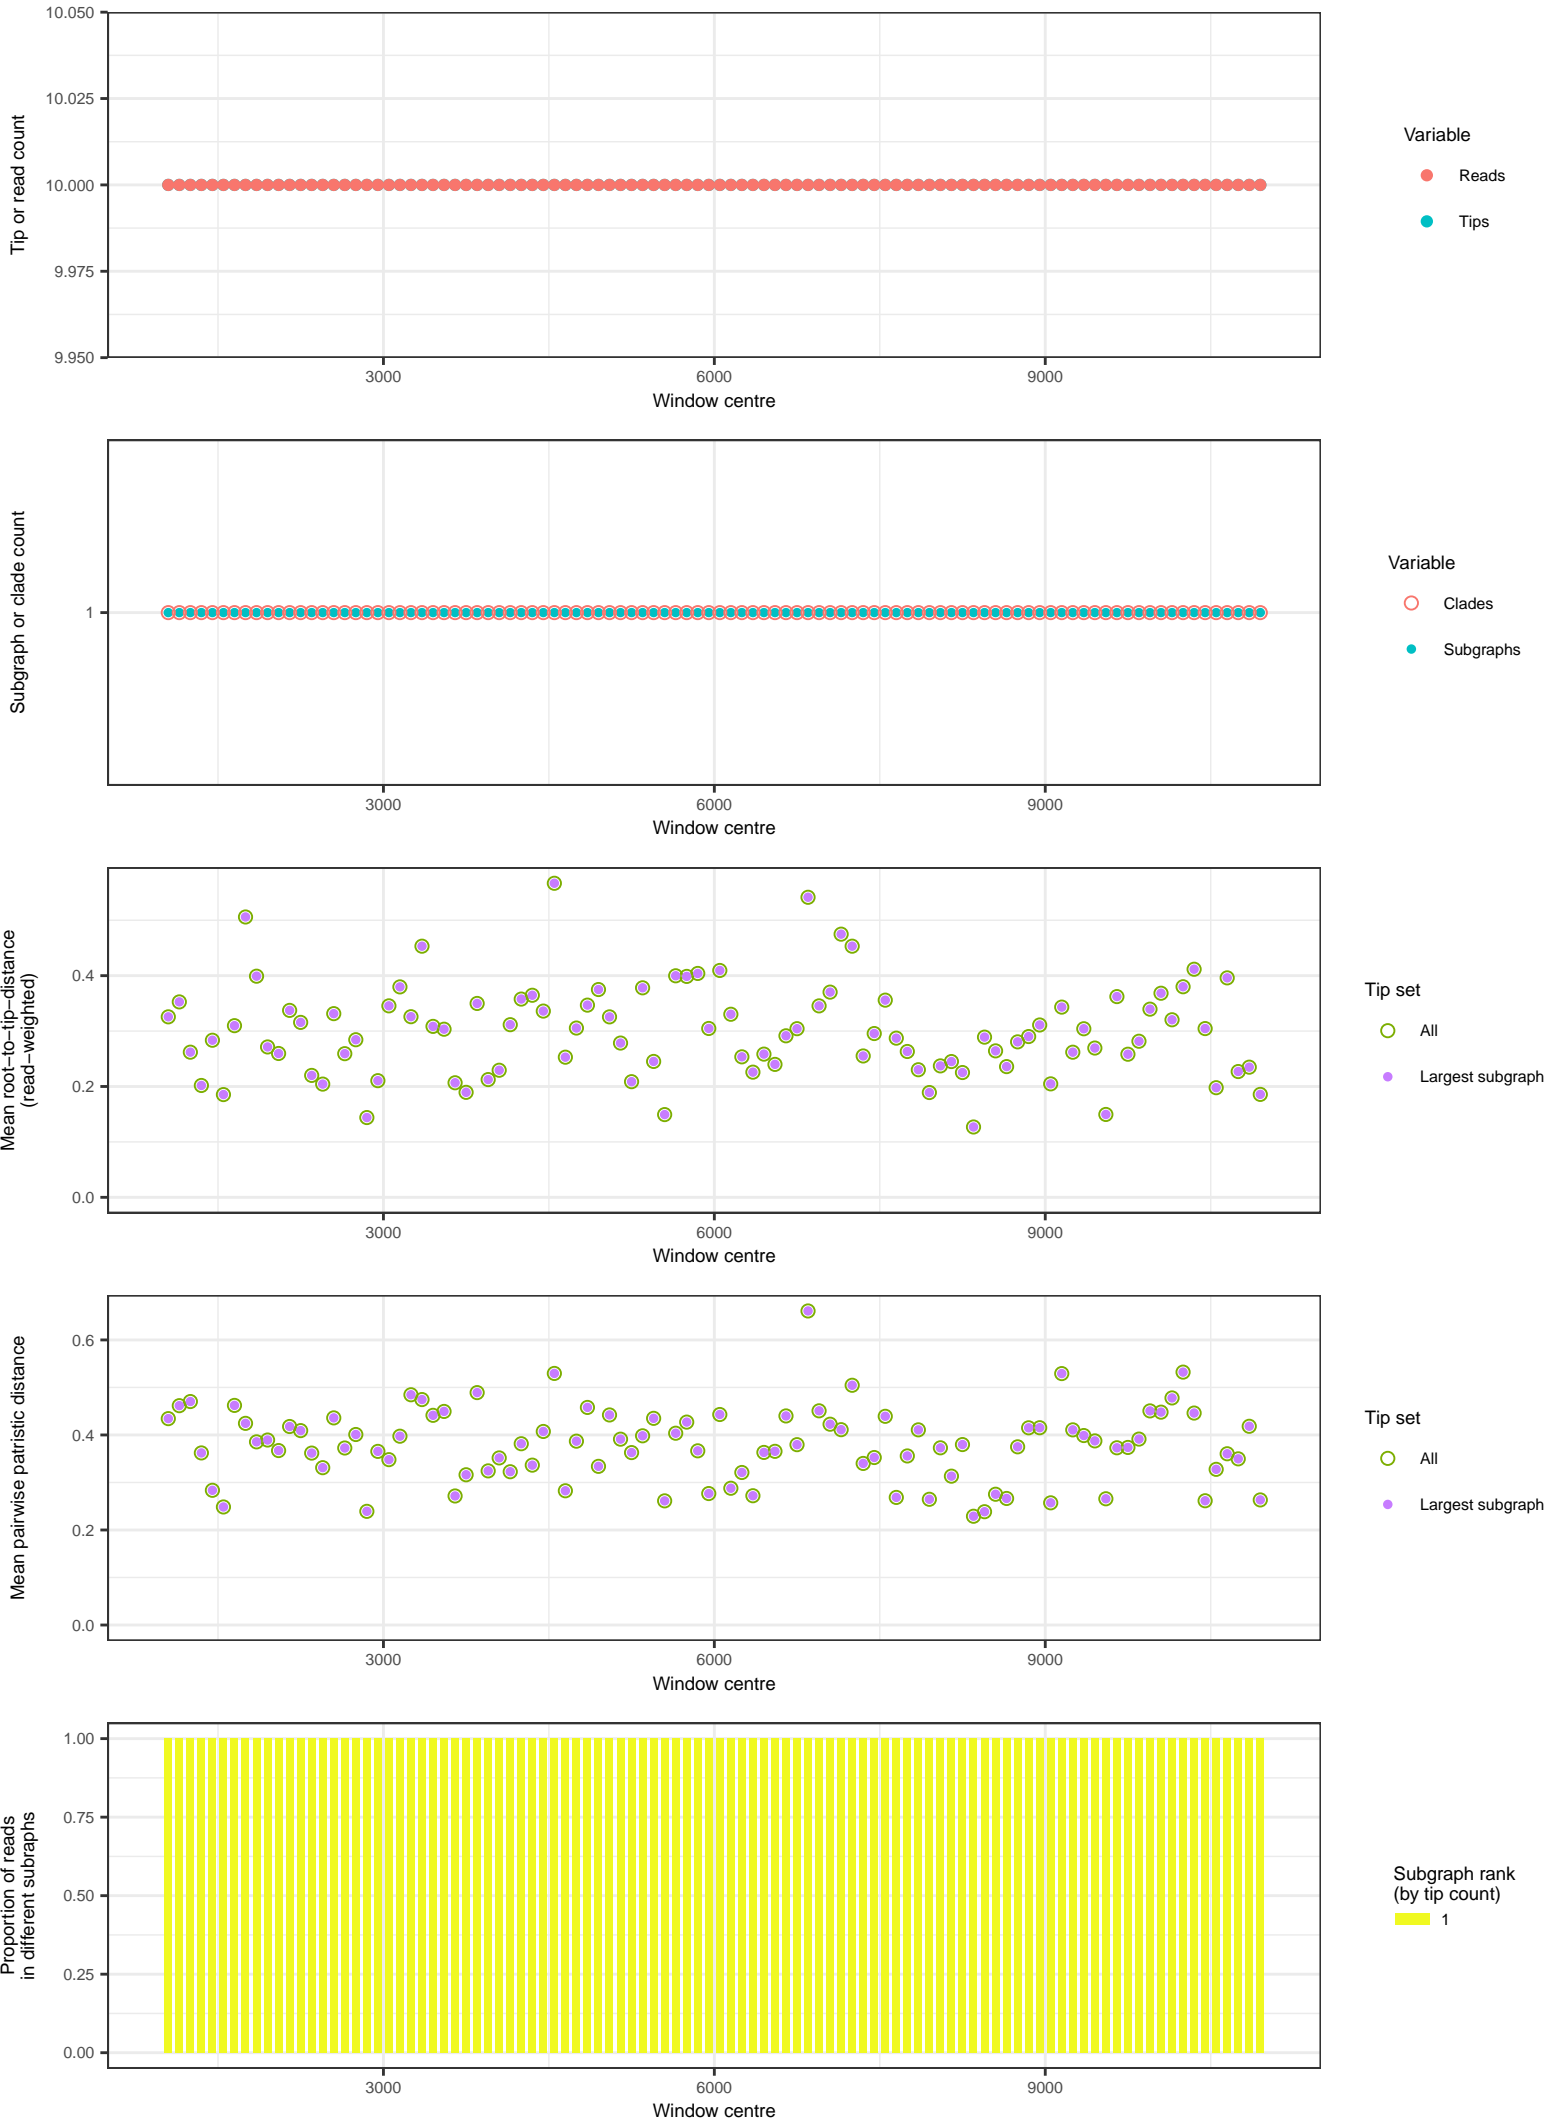 10.050
10.025
10.000
9.975
9.950
Tip or read count
3000
6000
9000
Window centre
Variable
Reads
Tips
1
Subgraph or clade count
3000
6000
9000
Window centre
Variable
Clades
Subgraphs
0.4
0.2
0.0
Mean root−to−tip−distance
(read−weighted)
3000
6000
9000
Window centre
Tip set
All
Largest subgraph
0.6
0.4
0.2
0.0
Mean pairwise patristic distance
3000
6000
9000
Window centre
Tip set
All
Largest subgraph
1.00
0.75
0.50
0.25
0.00
Proportion of reads
in different subraphs
3000
6000
9000
Window centre
Subgraph rank
(by tip count)
1